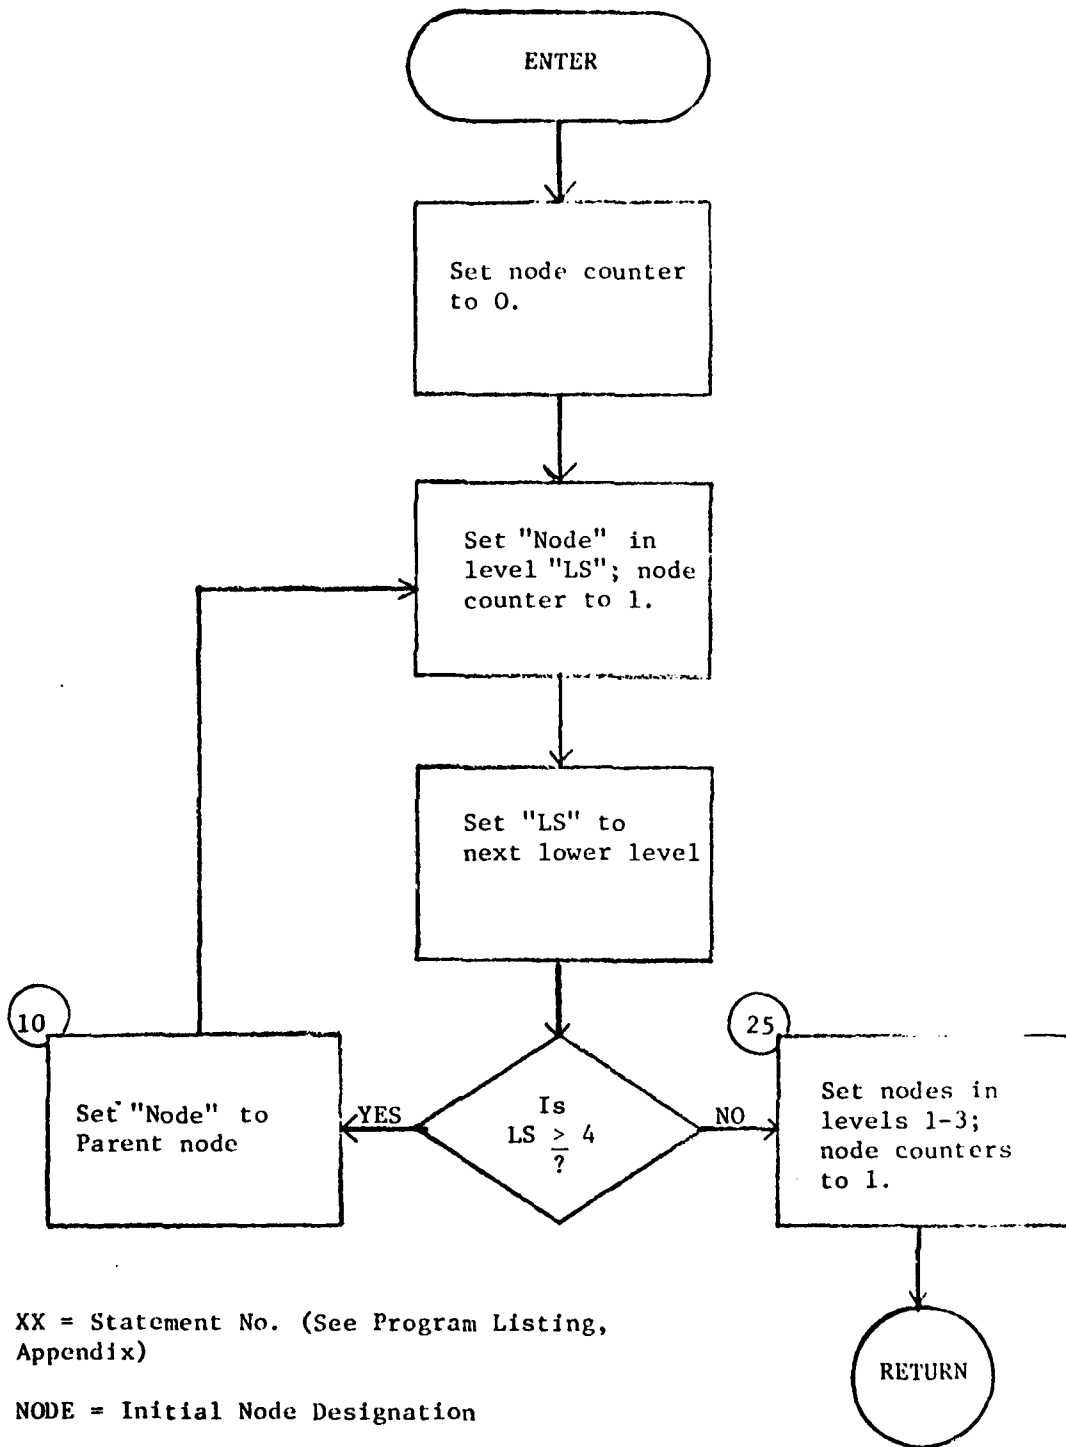 ENTER
Set node counter
to 0.
Set "Node" in
level "LS"; node
counter to 1.
Set "LS" to
next lower level
10
Set "Node" to
Parent node
YES
Is
LS ≥ 4
?
NO
25
Set nodes in
levels 1-3;
node counters
to 1.
RETURN
XX = Statement No. (See Program Listing,
Appendix)
NODE = Initial Node Designation